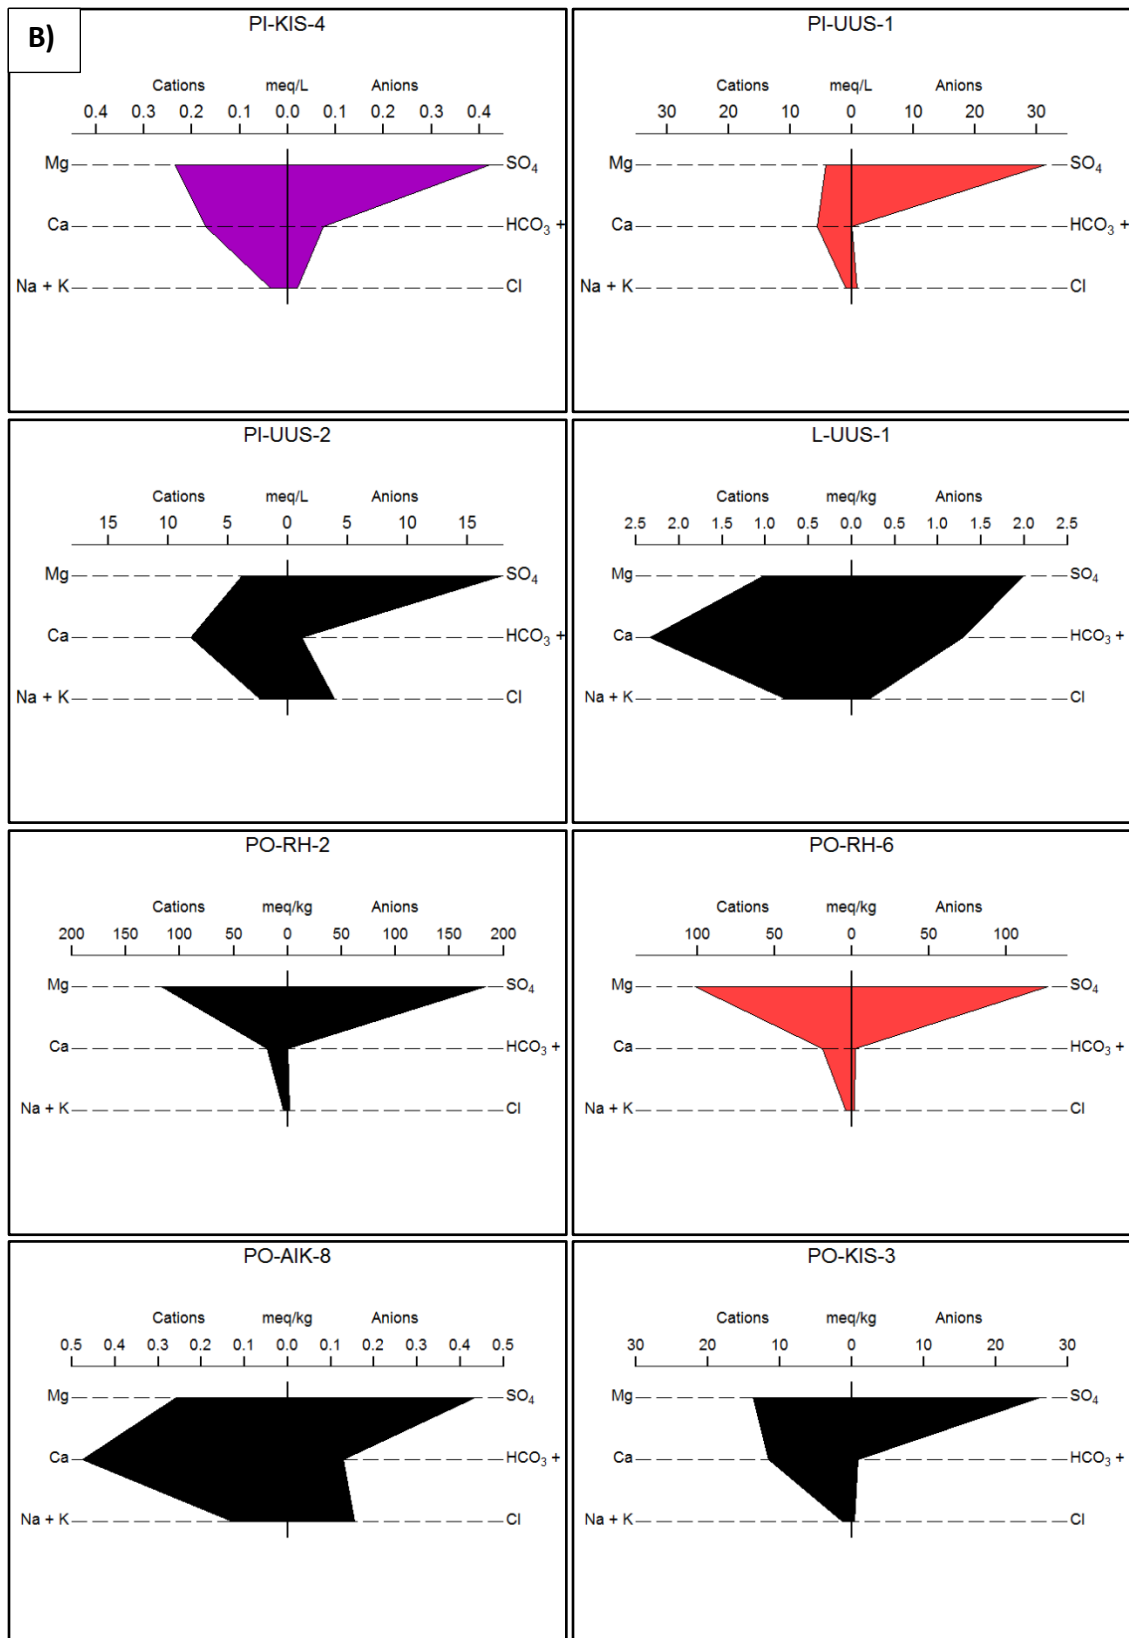 B)
PI-KIS-4
Cations meq/L Anions
0.4 0.3 0.2 0.1 0.0 0.1 0.2 0.3 0.4
Mg SO₄
Ca HCO₃ +
Na + K Cl
PI-UUS-1
Cations meq/L Anions
30 20 10 0 10 20 30
Mg SO₄
Ca HCO₃ +
Na + K Cl
PI-UUS-2
Cations meq/L Anions
15 10 5 0 5 10 15
Mg SO₄
Ca HCO₃ +
Na + K Cl
L-UUS-1
Cations meq/kg Anions
2.5 2.0 1.5 1.0 0.5 0.0 0.5 1.0 1.5 2.0 2.5
Mg SO₄
Ca HCO₃ +
Na + K Cl
PO-RH-2
Cations meq/kg Anions
200 150 100 50 0 50 100 150 200
Mg SO₄
Ca HCO₃ +
Na + K Cl
PO-RH-6
Cations meq/kg Anions
100 50 0 50 100
Mg SO₄
Ca HCO₃ +
Na + K Cl
PO-AIK-8
Cations meq/kg Anions
0.5 0.4 0.3 0.2 0.1 0.0 0.1 0.2 0.3 0.4 0.5
Mg SO₄
Ca HCO₃ +
Na + K Cl
PO-KIS-3
Cations meq/kg Anions
30 20 10 0 10 20 30
Mg SO₄
Ca HCO₃ +
Na + K Cl